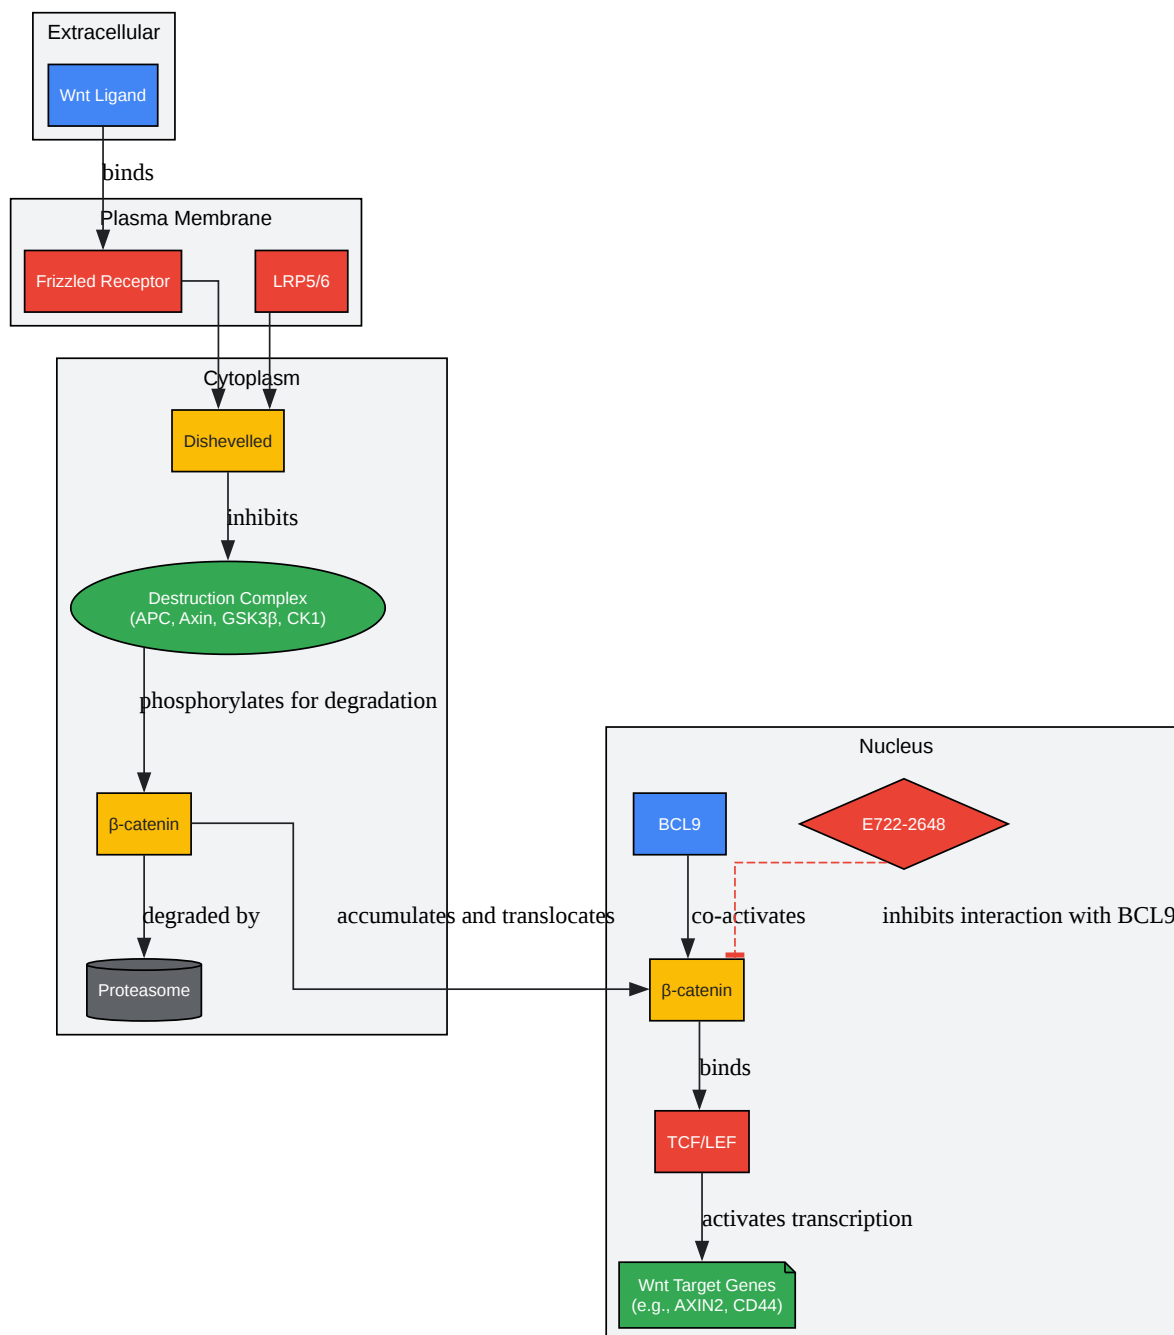 Extracellular
Wnt Ligand
binds
Plasma Membrane
Frizzled Receptor
LRP5/6
Cytoplasm
Dishevelled
inhibits
Destruction Complex
(APC, Axin, GSK3β, CK1)
phosphorylates for degradation
Nucleus
β-catenin
BCL9
E722-2648
degraded by
accumulates and translocates
co-activates
inhibits interaction with BCL9
Proteasome
β-catenin
binds
TCF/LEF
activates transcription
Wnt Target Genes
(e.g., AXIN2, CD44)